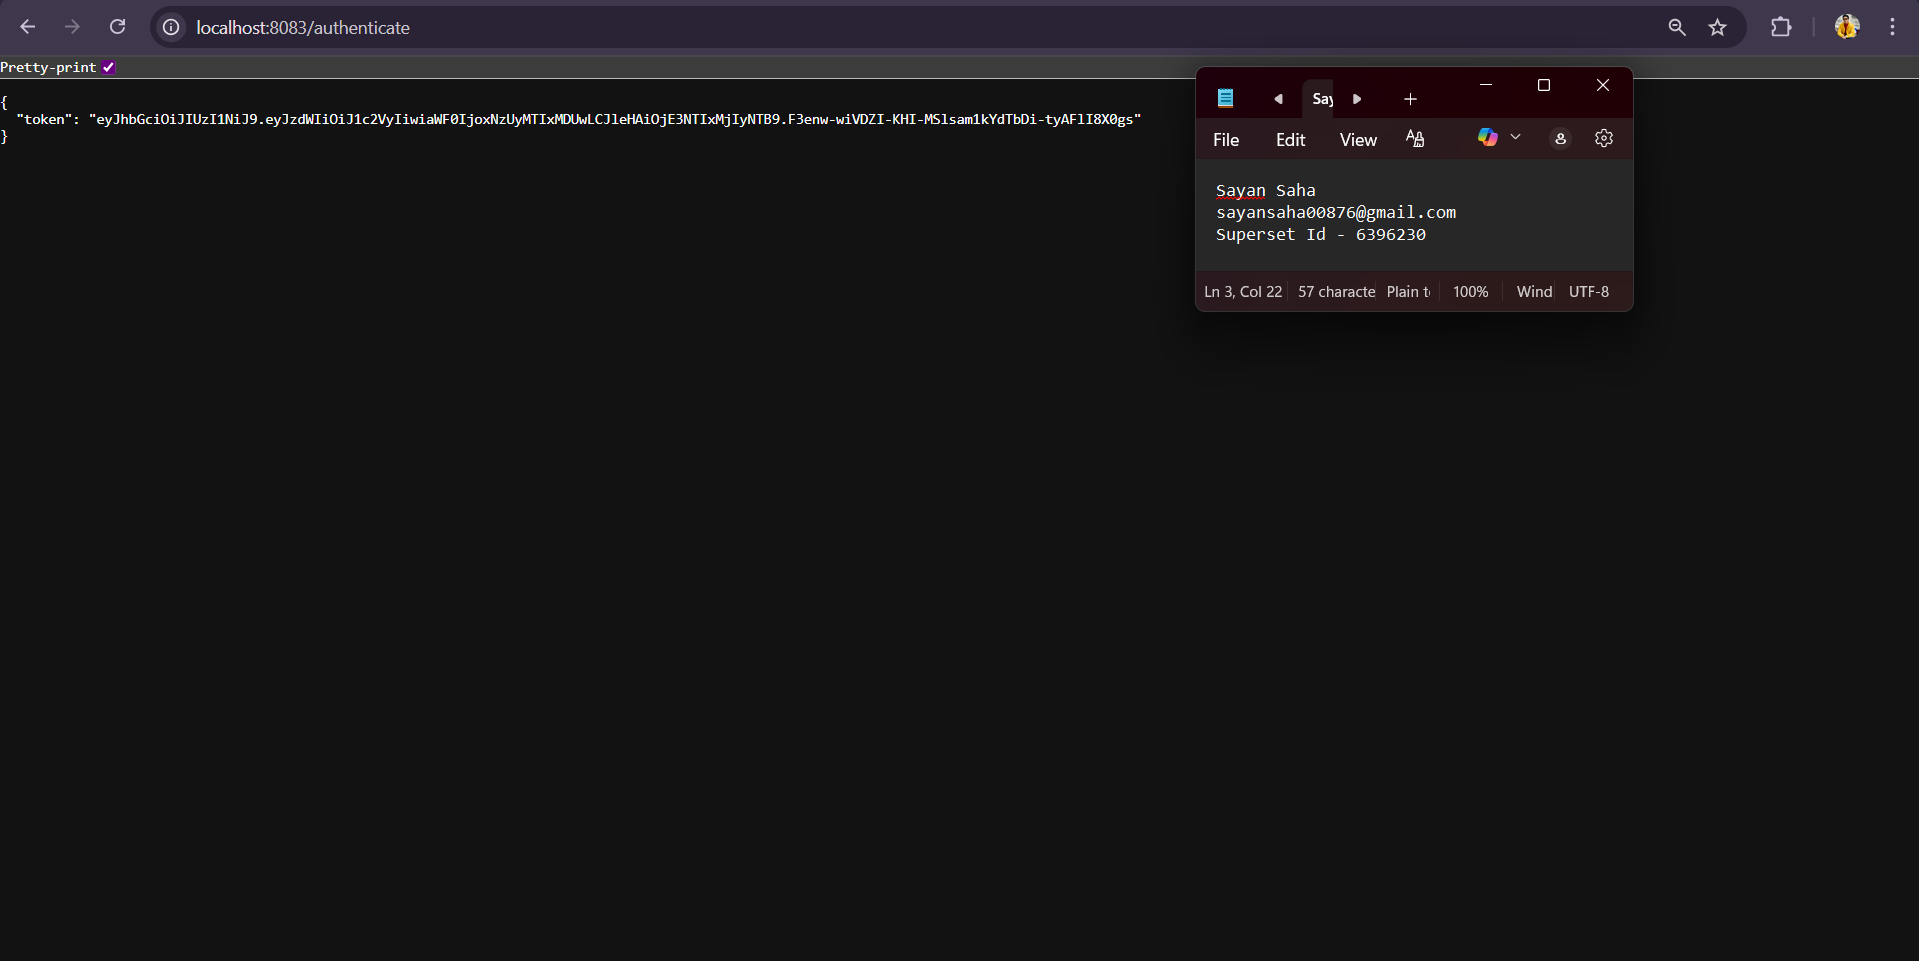 localhost:8083/authenticate
Pretty-print
{
"token": "eyJhbGciOiJIUzI1NiJ9.eyJzdWIiOiJ1c2VyIiwiaWF0IjoxNzUyMTIxMDUwLCJleHAiOjE3NTIxMjIyNTB9.F3enw-wiVDZI-KHI-MSlsam1kYdTbDi-tyAFlI8X0gs"
}
Say
File Edit View
Sayan Saha
sayansaha00876@gmail.com
Superset Id - 6396230
Ln 3, Col 22 57 characte Plain t 100% Wind UTF-8